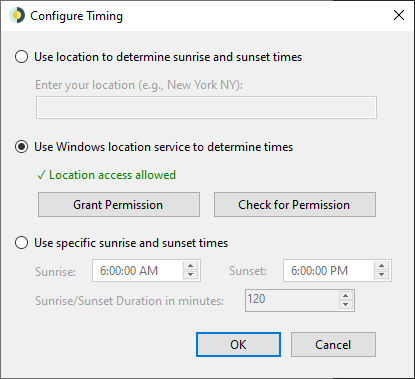 Configure Timing
Use location to determine sunrise and sunset times
Enter your location (e.g., New York NY):
Use Windows location service to determine times
✓ Location access allowed
Grant Permission Check for Permission
Use specific sunrise and sunset times
Sunrise: 6:00:00 AM Sunset: 6:00:00 PM
Sunrise/Sunset Duration in minutes: 120
OK Cancel